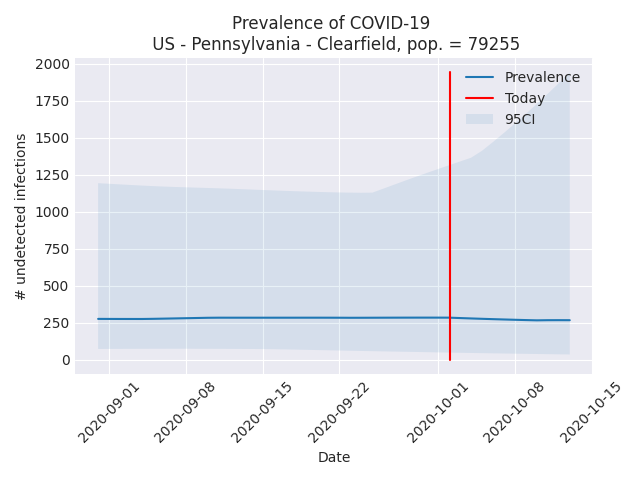 Prevalence of COVID-19
US - Pennsylvania - Clearfield, pop. = 79255
2000
1750
1500
1250
1000
750
500
250
0
# undetected infections
Prevalence
Today
95CI
2020-09-01
2020-09-08
2020-09-15
2020-09-22
2020-10-01
2020-10-08
2020-10-15
Date